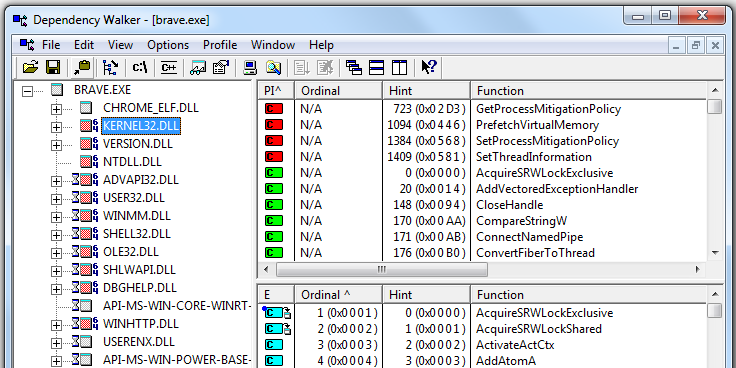 Dependency Walker - [brave.exe]
File Edit View Options Profile Window Help
C:\
BRAVE.EXE
CHROME_ELF.DLL
KERNEL32.DLL
VERSION.DLL
NTDLL.DLL
ADVAPI32.DLL
USER32.DLL
WINMM.DLL
SHELL32.DLL
OLE32.DLL
SHLWAPI.DLL
DBGHELP.DLL
API-MS-WIN-CORE-WINRT-
WINHTTP.DLL
USERENX.DLL
API-MS-WIN-POWER-BASE-
PI^ Ordinal Hint Function
C N/A 723 (0x02D3) GetProcessMitigationPolicy
C N/A 1094 (0x0446) PrefetchVirtualMemory
C N/A 1384 (0x0568) SetProcessMitigationPolicy
C N/A 1409 (0x0581) SetThreadInformation
C N/A 0 (0x0000) AcquireSRWLockExclusive
C N/A 20 (0x0014) AddVectoredExceptionHandler
C N/A 148 (0x0094) CloseHandle
C N/A 170 (0x00AA) CompareStringW
C N/A 171 (0x00AB) ConnectNamedPipe
C N/A 176 (0x00B0) ConvertFiberToThread
E Ordinal ^ Hint Function
C 1 (0x0001) 0 (0x0000) AcquireSRWLockExclusive
C 2 (0x0002) 1 (0x0001) AcquireSRWLockShared
C 3 (0x0003) 2 (0x0002) ActivateActCtx
C 4 (0x0004) 3 (0x0003) AddAtomA